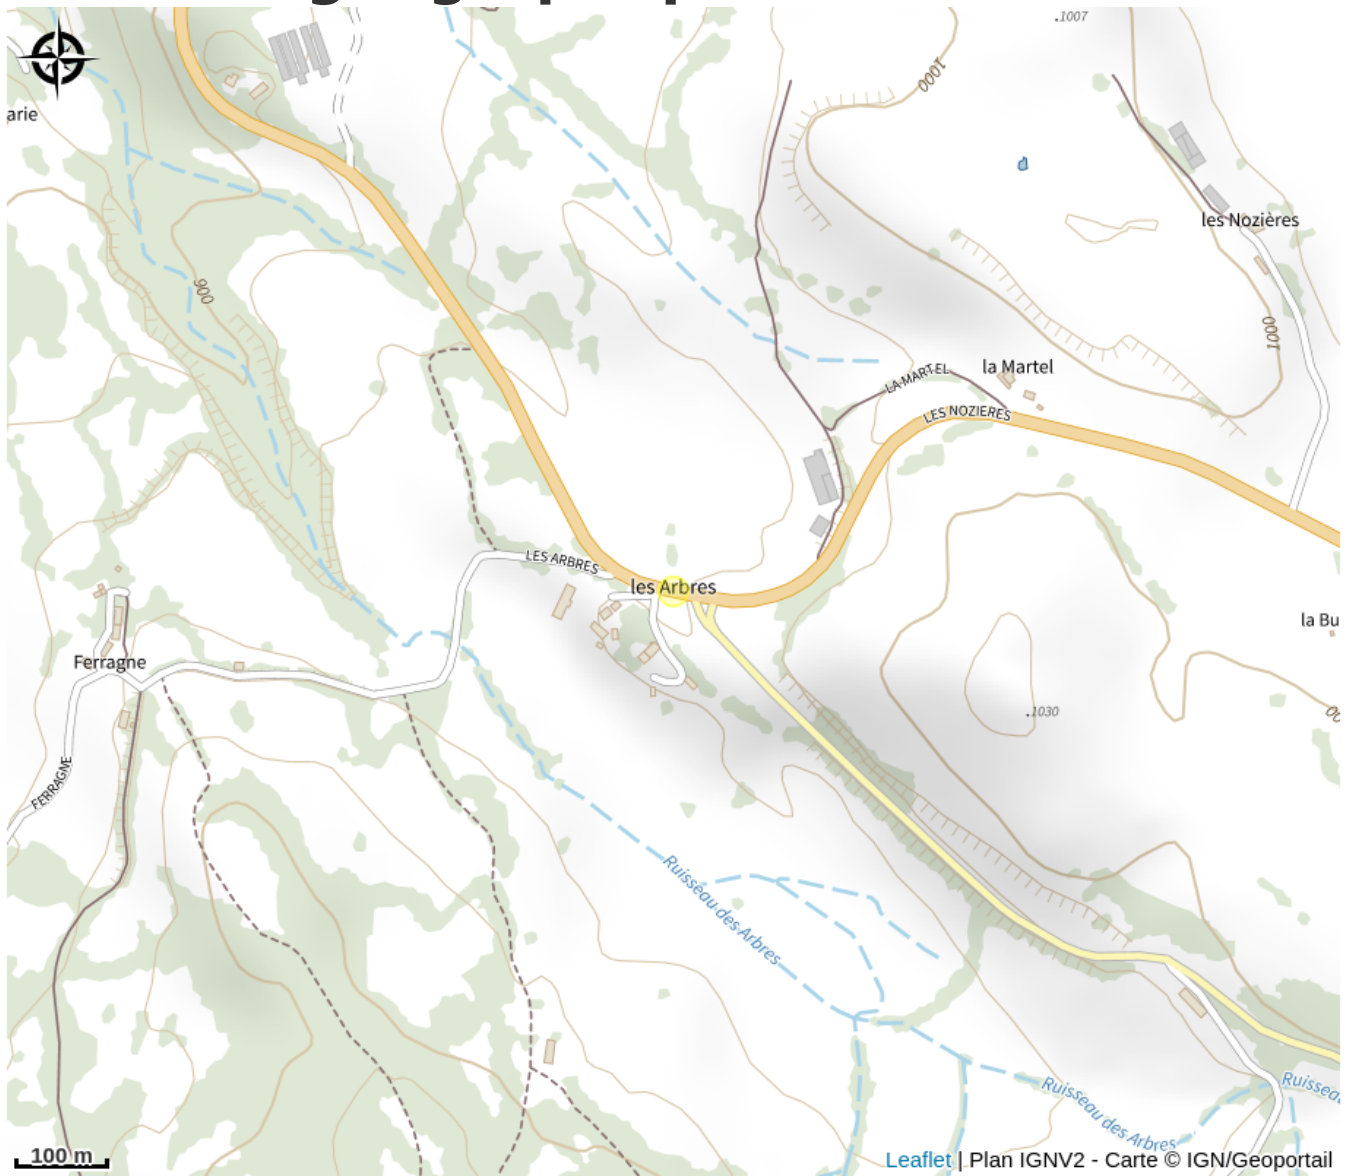 .1007
1000
arie
les Nozières
900
1000
la Martel
LA MARTEL
LES NOZIERES
LES ARBRES
les Arbres
la Bu
Ferragne
.1030
00
FERRAGNE
Ruisseau des Arbres
Ruisseau des Arbres
Ruissea
100 m
Leaflet | Plan IGNV2 - Carte © IGN/Geoportail